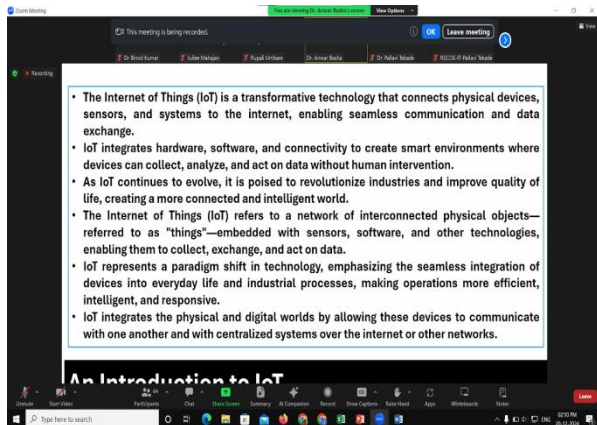 Zoom Meeting
You are viewing Dr. Anwar Basha's screen View Options
This meeting is being recorded. OK Leave meeting
View
Dr Binod Kumar Jullee Mahajan Rupali Umbare Dr. Anwar Basha Dr. Pallavi Tekade RSCOE-IT-Pallavi Tekade
Recording
• The Internet of Things (IoT) is a transformative technology that connects physical devices,
sensors, and systems to the internet, enabling seamless communication and data
exchange.
• IoT integrates hardware, software, and connectivity to create smart environments where
devices can collect, analyze, and act on data without human intervention.
• As IoT continues to evolve, it is poised to revolutionize industries and improve quality of
life, creating a more connected and intelligent world.
• The Internet of Things (IoT) refers to a network of interconnected physical objects—
referred to as "things"—embedded with sensors, software, and other technologies,
enabling them to collect, exchange, and act on data.
• IoT represents a paradigm shift in technology, emphasizing the seamless integration of
devices into everyday life and industrial processes, making operations more efficient,
intelligent, and responsive.
• IoT integrates the physical and digital worlds by allowing these devices to communicate
with one another and with centralized systems over the internet or other networks.
An Introduction to IoT
Unmute Start Video Participants Chat Share Screen Summary AI Companion Record Show Captions Raise Hand Apps Whiteboards Notes Leave
Type here to search
ENG 02:10 PM